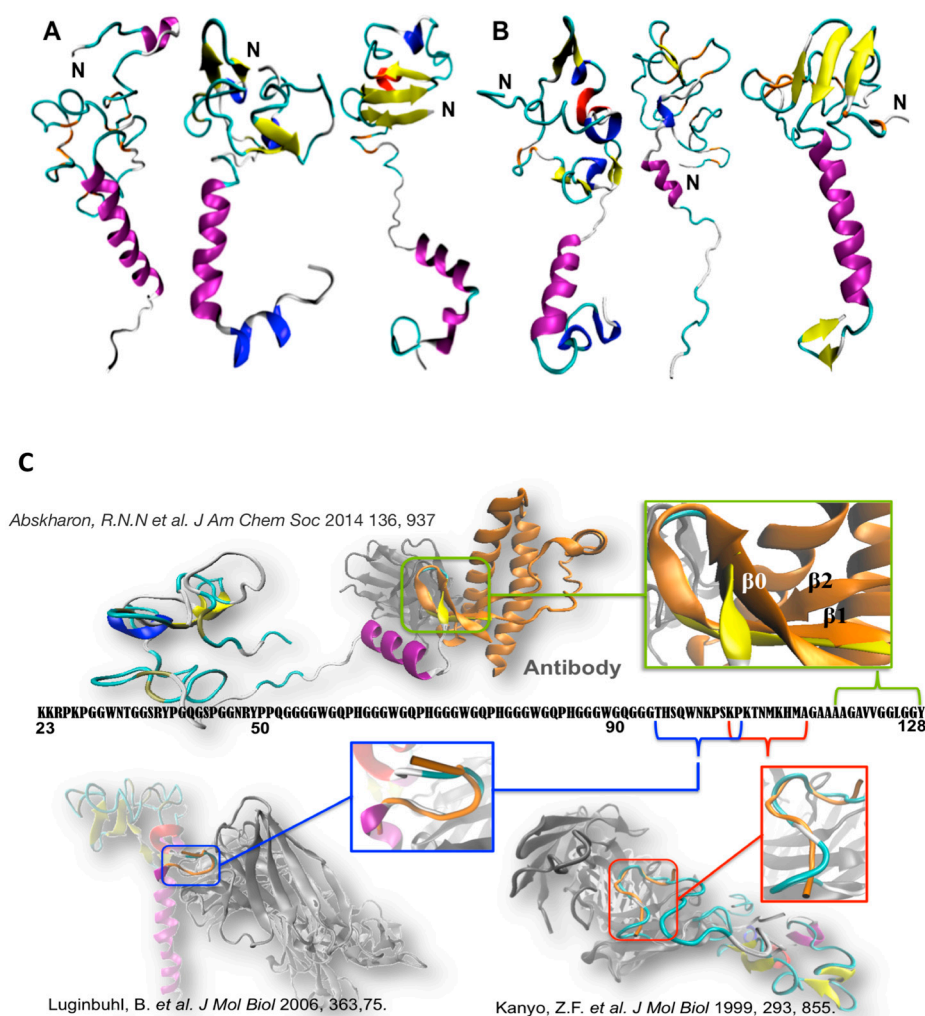 A
B
N
N
N
N
N
N
C
Abskharon, R.N.N et al. J Am Chem Soc 2014 136, 937
β0
β2
β1
Antibody
KKRPKPGGWNTGGSRYPGQGSPGGNRYPPQGGGGWGQPHGGGWGQPHGGGWGQPHGGGWGQPHGGGWGQGGGTHSQWNKPSKPKTNMKHMAGAAAAGAVVGGLGGY
23 50 90 128
Luginbuhl, B. et al. J Mol Biol 2006, 363,75.
Kanyo, Z.F. et al. J Mol Biol 1999, 293, 855.